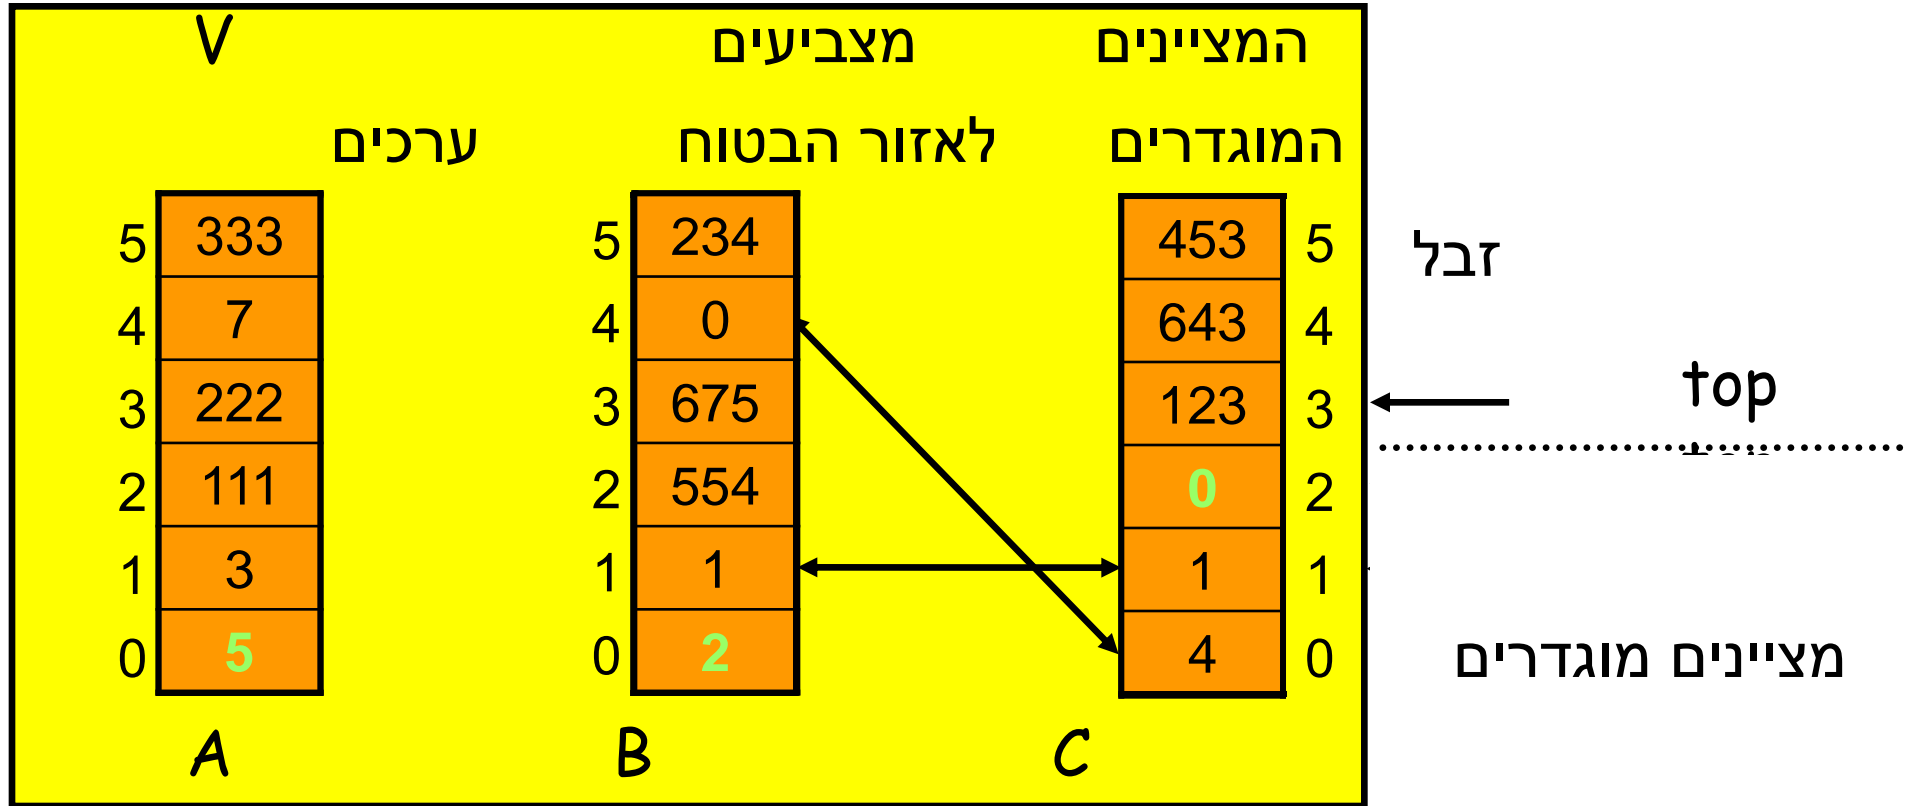 V מצביעים המציינים
ערכים לאזור הבטוח המוגדרים
5 333 5 234 453 5 זבל
4 7 4 0 643 4
3 222 3 675 123 3 top
2 111 2 554 0 2
1 3 1 1 1 1
0 5 0 2 4 0 מציינים מוגדרים
A B C